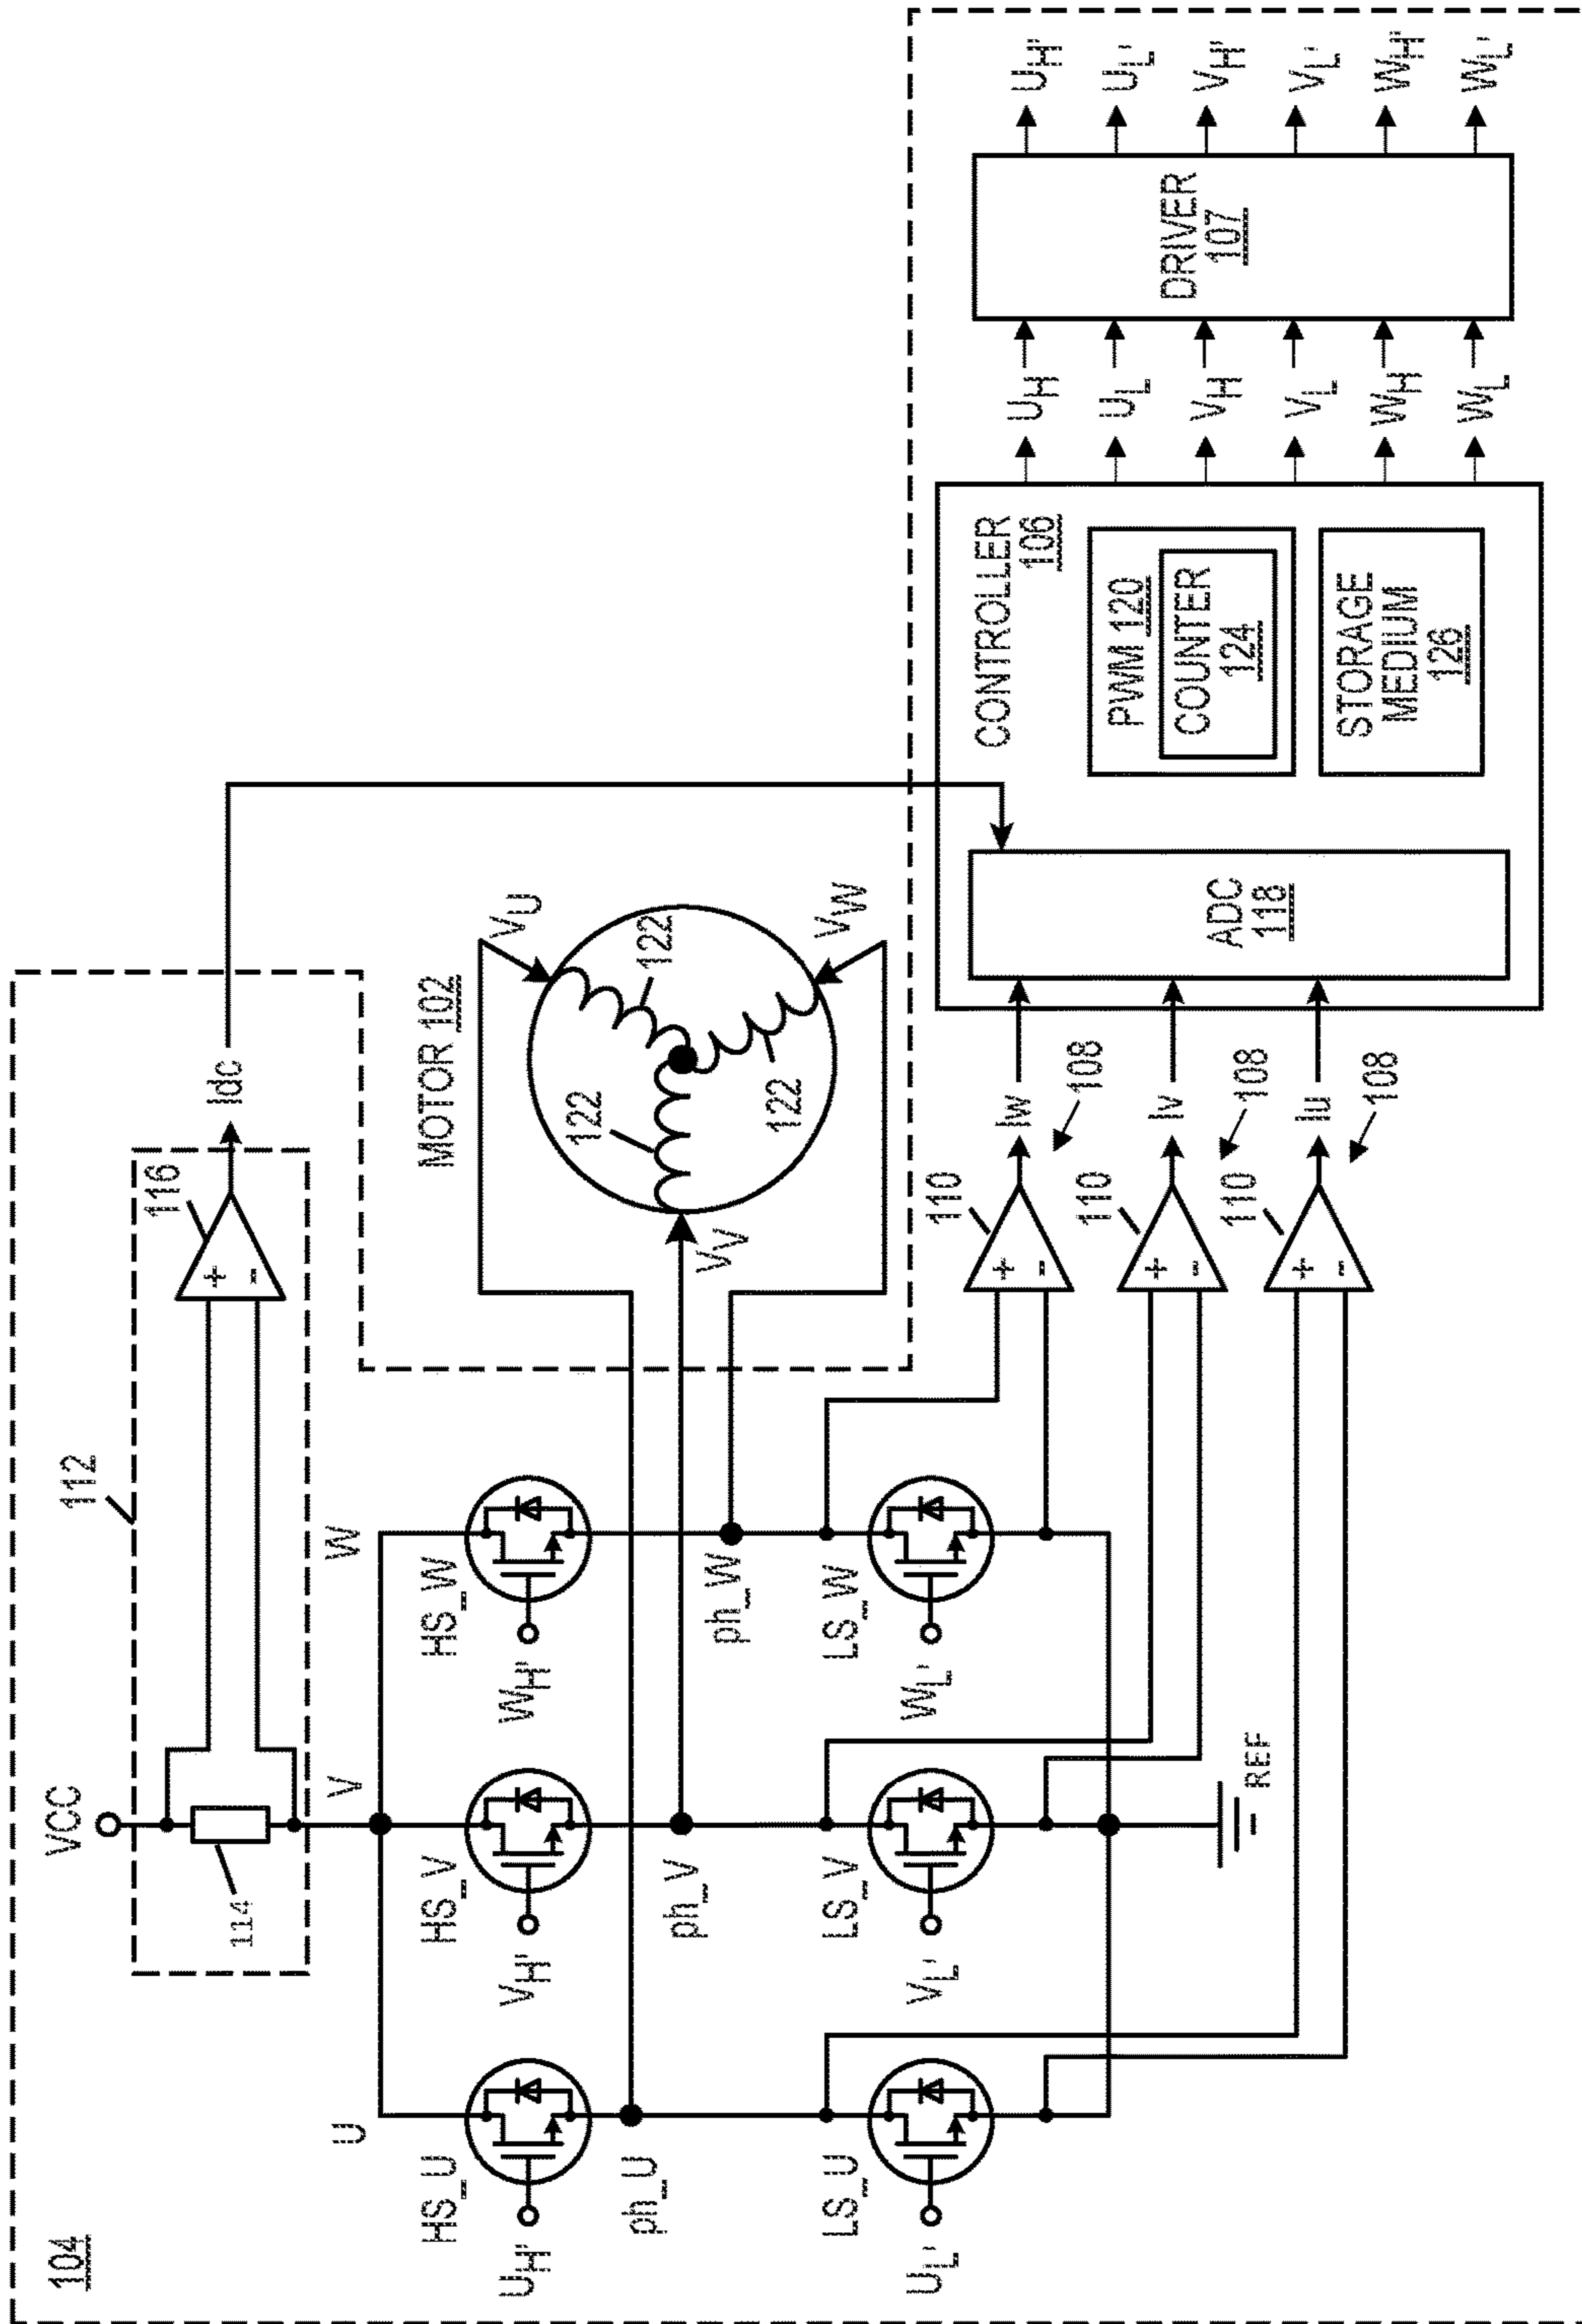 104
VCC
112
114
116
Idc
U
V
W
HS_U
HS_V
HS_W
UH'
VH'
WH'
ph_U
ph_V
ph_W
MOTOR 102
VU
VV
VW
122
122
122
LS_U
LS_V
LS_W
UL'
VL'
WL'
REF
110
110
110
+
-
+
-
+
-
+
-
Iw
Iv
Iu
108
108
108
CONTROLLER
106
ADC
118
PWM 120
COUNTER
124
STORAGE
MEDIUM
126
UH
UL
VH
VL
WH
WL
DRIVER
107
UH'
UL'
VH'
VL'
WH'
WL'